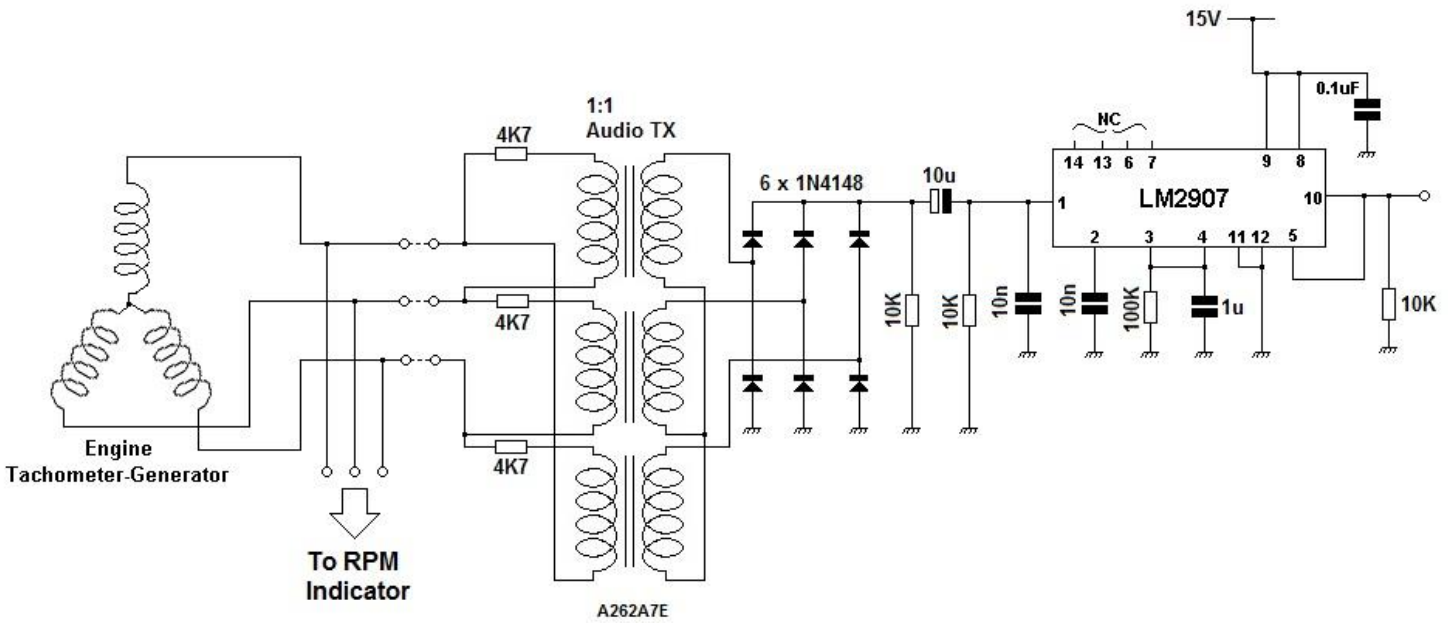 15V
0.1uF
1:1
Audio TX
4K7
NC
14 13 6 7
9 8
6 x 1N4148
10u
1
LM2907
10
2
3
4
11 12
5
4K7
10K
10K
10n
10n
100K
1u
10K
Engine
Tachometer-Generator
4K7
To RPM
Indicator
A262A7E